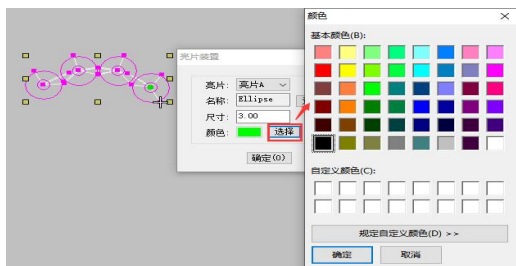 颜色
基本颜色(B):
亮片装置
亮片: 亮片A
名称: Ellipse
尺寸: 3.00
颜色: 选择
确定(O)
自定义颜色(C):
规定自定义颜色(D) >>
确定 取消